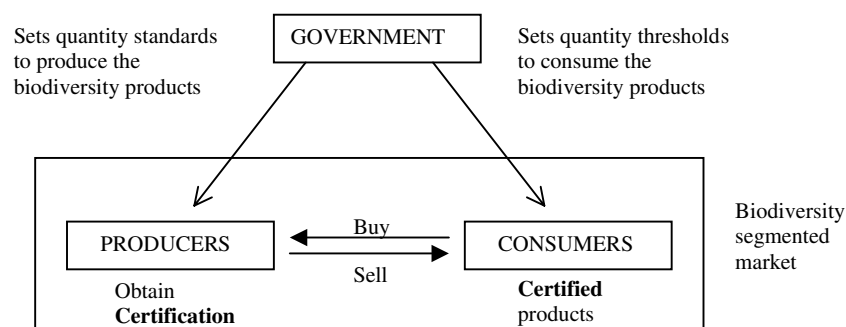 Sets quantity standards
to produce the
biodiversity products
GOVERNMENT
Sets quantity thresholds
to consume the
biodiversity products
PRODUCERS
Buy
Sell
CONSUMERS
Biodiversity
segmented
market
Obtain
Certification
Certified
products